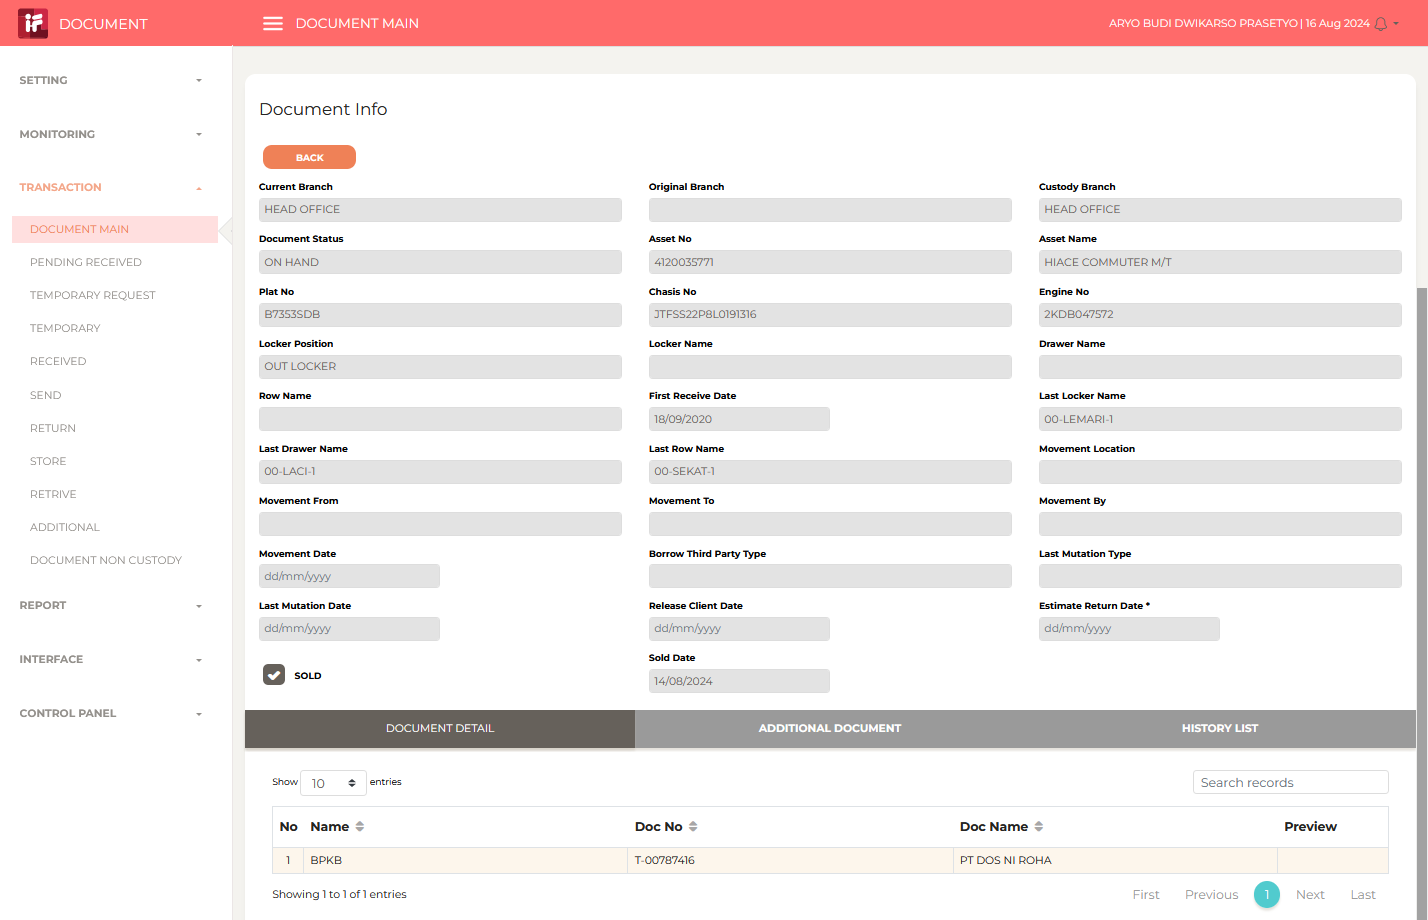 iF DOCUMENT
DOCUMENT MAIN
ARYO BUDI DWIKARSO PRASETYO | 16 Aug 2024
SETTING
MONITORING
TRANSACTION
DOCUMENT MAIN
PENDING RECEIVED
TEMPORARY REQUEST
TEMPORARY
RECEIVED
SEND
RETURN
STORE
RETRIVE
ADDITIONAL
DOCUMENT NON CUSTODY
REPORT
INTERFACE
CONTROL PANEL
Document Info
BACK
Current Branch Original Branch Custody Branch
HEAD OFFICE HEAD OFFICE
Document Status Asset No Asset Name
ON HAND 4120035771 HIACE COMMUTER M/T
Plat No Chasis No Engine No
B7353SDB JTFSS22P8L0191316 2KDB047572
Locker Position Locker Name Drawer Name
OUT LOCKER
Row Name First Receive Date Last Locker Name
18/09/2020 00-LEMARI-1
Last Drawer Name Last Row Name Movement Location
00-LACI-1 00-SEKAT-1
Movement From Movement To Movement By
Movement Date Borrow Third Party Type Last Mutation Type
dd/mm/yyyy
Last Mutation Date Release Client Date Estimate Return Date *
dd/mm/yyyy dd/mm/yyyy dd/mm/yyyy
SOLD Sold Date
14/08/2024
DOCUMENT DETAIL ADDITIONAL DOCUMENT HISTORY LIST
Show 10 entries Search records
No Name Doc No Doc Name Preview
1 BPKB T-00787416 PT DOS NI ROHA
Showing 1 to 1 of 1 entries First Previous 1 Next Last